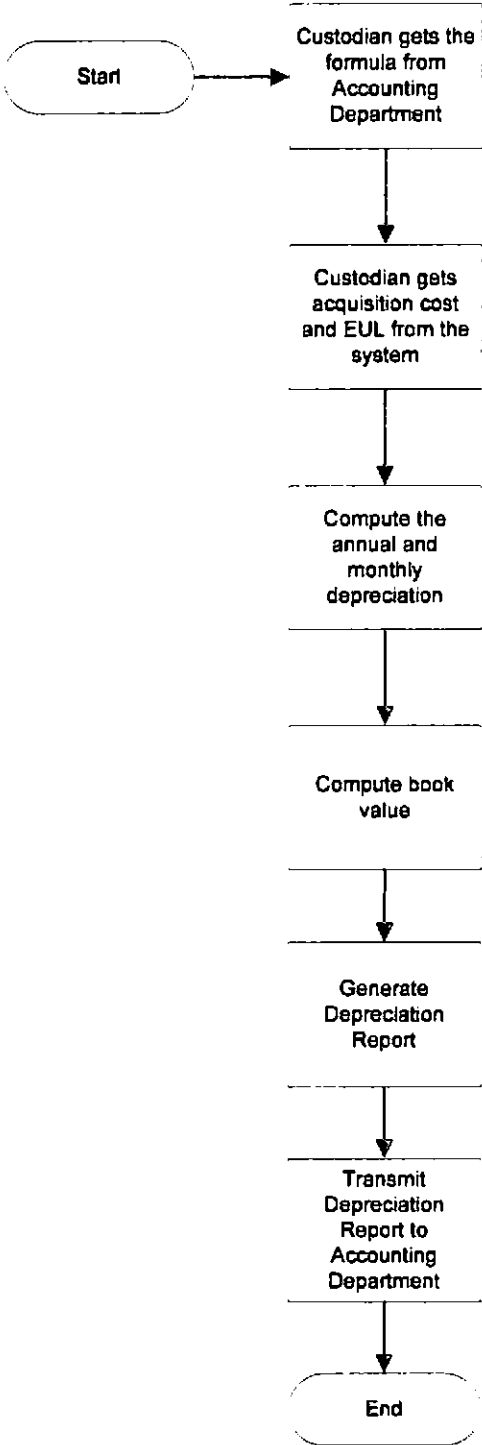 Start
Custodian gets the
formula from
Accounting
Department
Custodian gets
acquisition cost
and EUL from the
system
Compute the
annual and
monthly
depreciation
Compute book
value
Generate
Depreciation
Report
Transmit
Depreciation
Report to
Accounting
Department
End